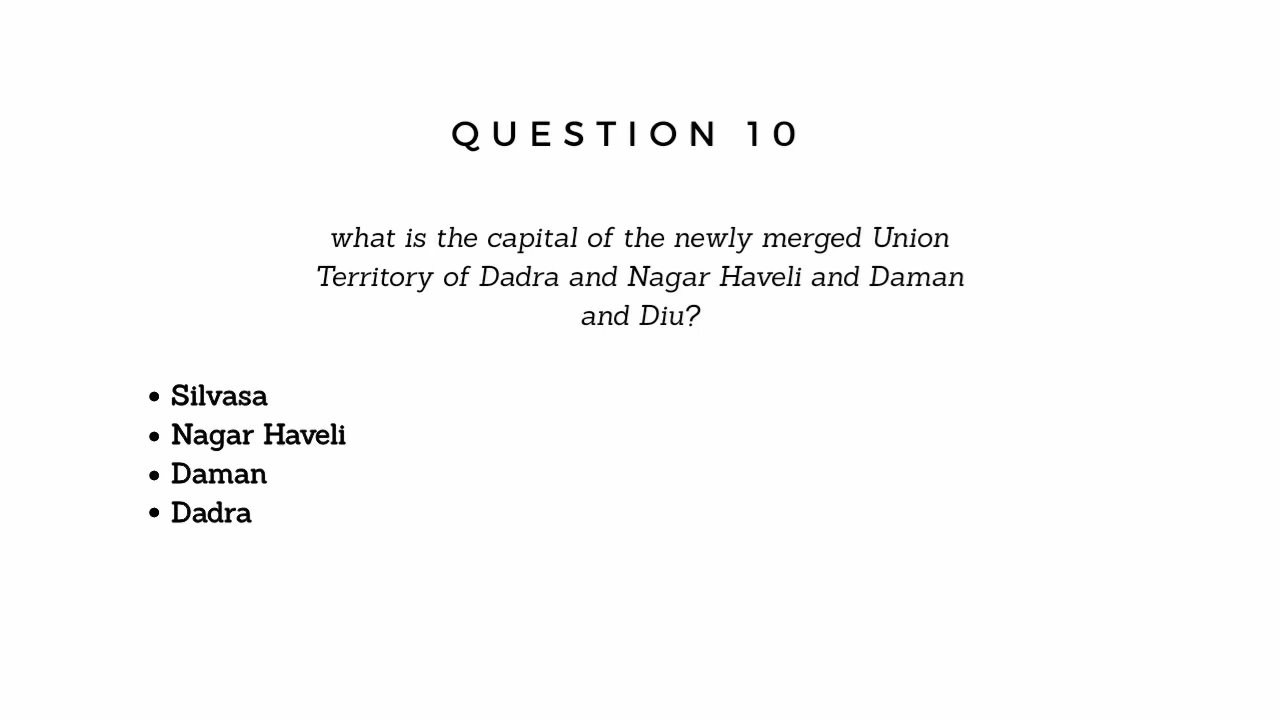 QUESTION 10
what is the capital of the newly merged Union
Territory of Dadra and Nagar Haveli and Daman
and Diu?
• Silvasa
• Nagar Haveli
• Daman
• Dadra